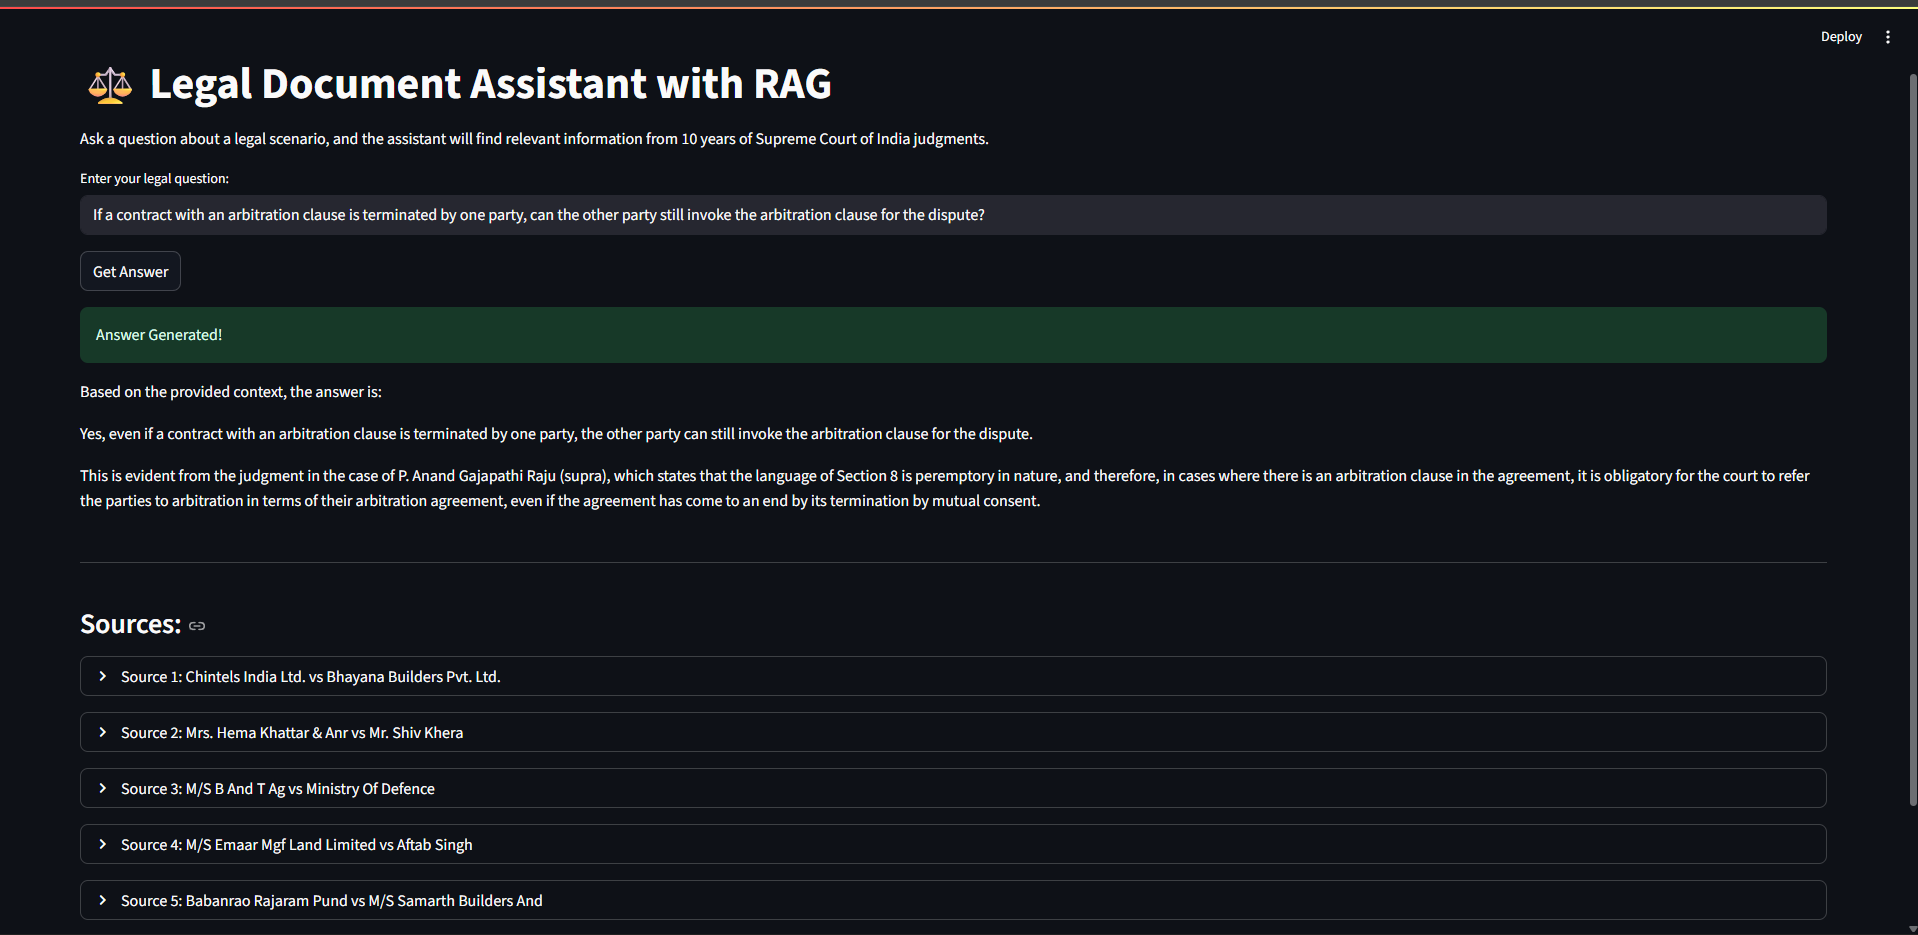 Deploy
Legal Document Assistant with RAG
Ask a question about a legal scenario, and the assistant will find relevant information from 10 years of Supreme Court of India judgments.
Enter your legal question:
If a contract with an arbitration clause is terminated by one party, can the other party still invoke the arbitration clause for the dispute?
Get Answer
Answer Generated!
Based on the provided context, the answer is:
Yes, even if a contract with an arbitration clause is terminated by one party, the other party can still invoke the arbitration clause for the dispute.
This is evident from the judgment in the case of P. Anand Gajapathi Raju (supra), which states that the language of Section 8 is peremptory in nature, and therefore, in cases where there is an arbitration clause in the agreement, it is obligatory for the court to refer
the parties to arbitration in terms of their arbitration agreement, even if the agreement has come to an end by its termination by mutual consent.
Sources:
Source 1: Chintels India Ltd. vs Bhayana Builders Pvt. Ltd.
Source 2: Mrs. Hema Khattar & Anr vs Mr. Shiv Khera
Source 3: M/S B And T Ag vs Ministry Of Defence
Source 4: M/S Emaar Mgf Land Limited vs Aftab Singh
Source 5: Babanrao Rajaram Pund vs M/S Samarth Builders And